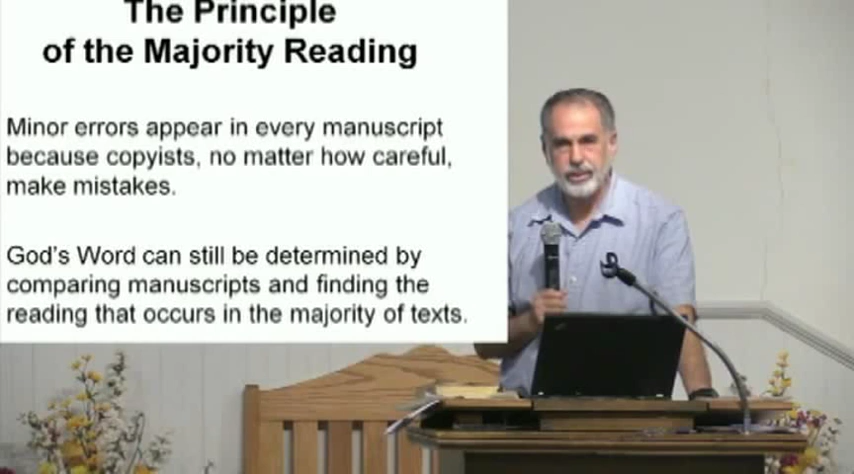 The Principle
of the Majority Reading
Minor errors appear in every manuscript
because copyists, no matter how careful,
make mistakes.
God's Word can still be determined by
comparing manuscripts and finding the
reading that occurs in the majority of texts.